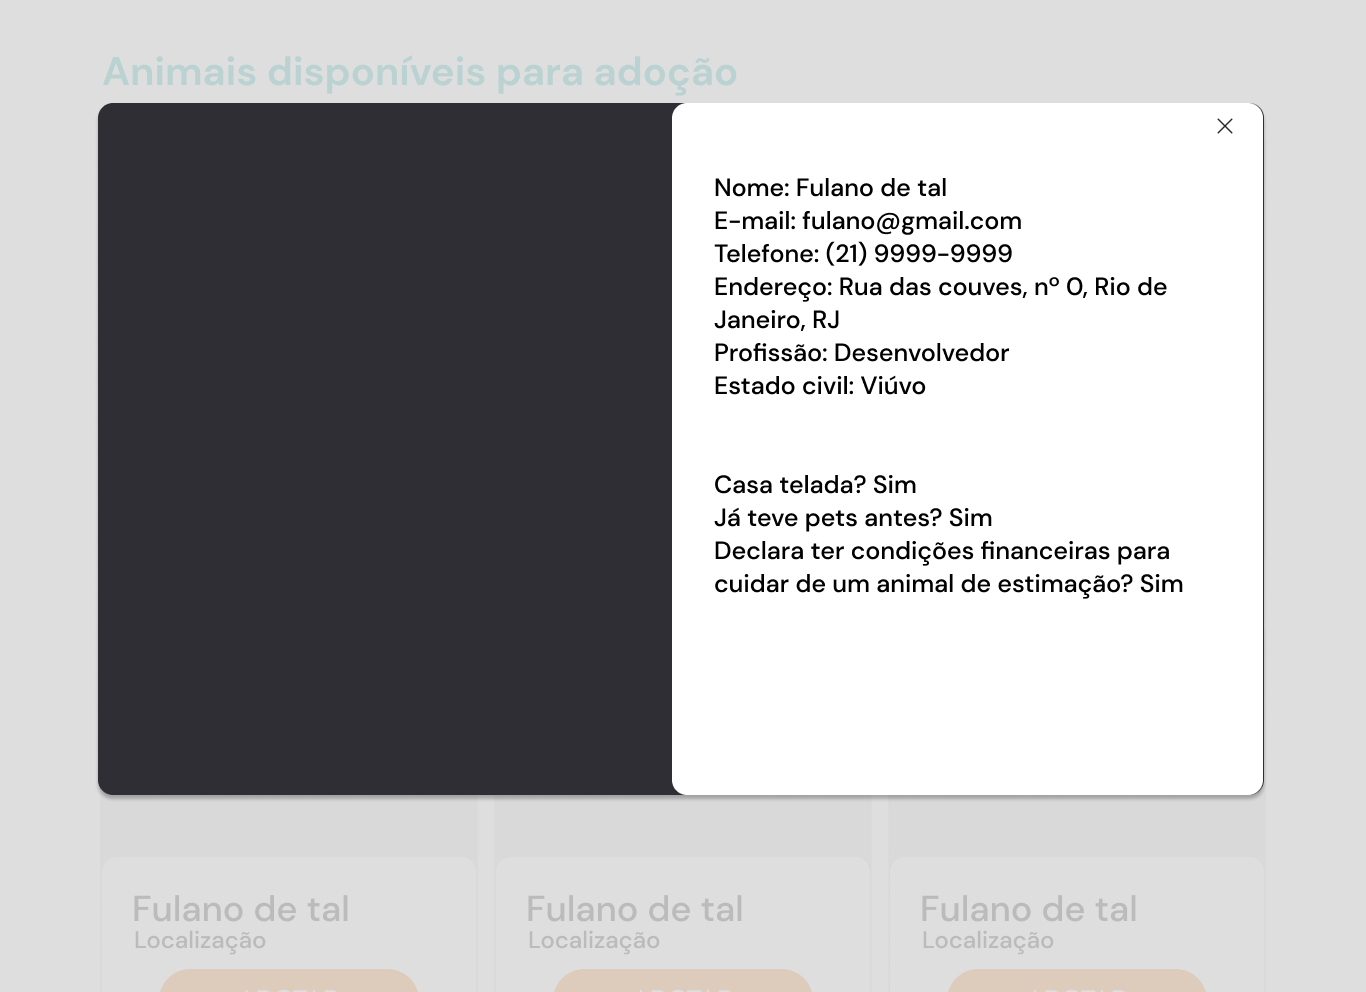 Animais disponíveis para adoção
Nome: Fulano de tal
E-mail: fulano@gmail.com
Telefone: (21) 9999-9999
Endereço: Rua das couves, nº 0, Rio de
Janeiro, RJ
Profissão: Desenvolvedor
Estado civil: Viúvo
Casa telada? Sim
Já teve pets antes? Sim
Declara ter condições financeiras para
cuidar de um animal de estimação? Sim
Fulano de tal
Localização
Fulano de tal
Localização
Fulano de tal
Localização